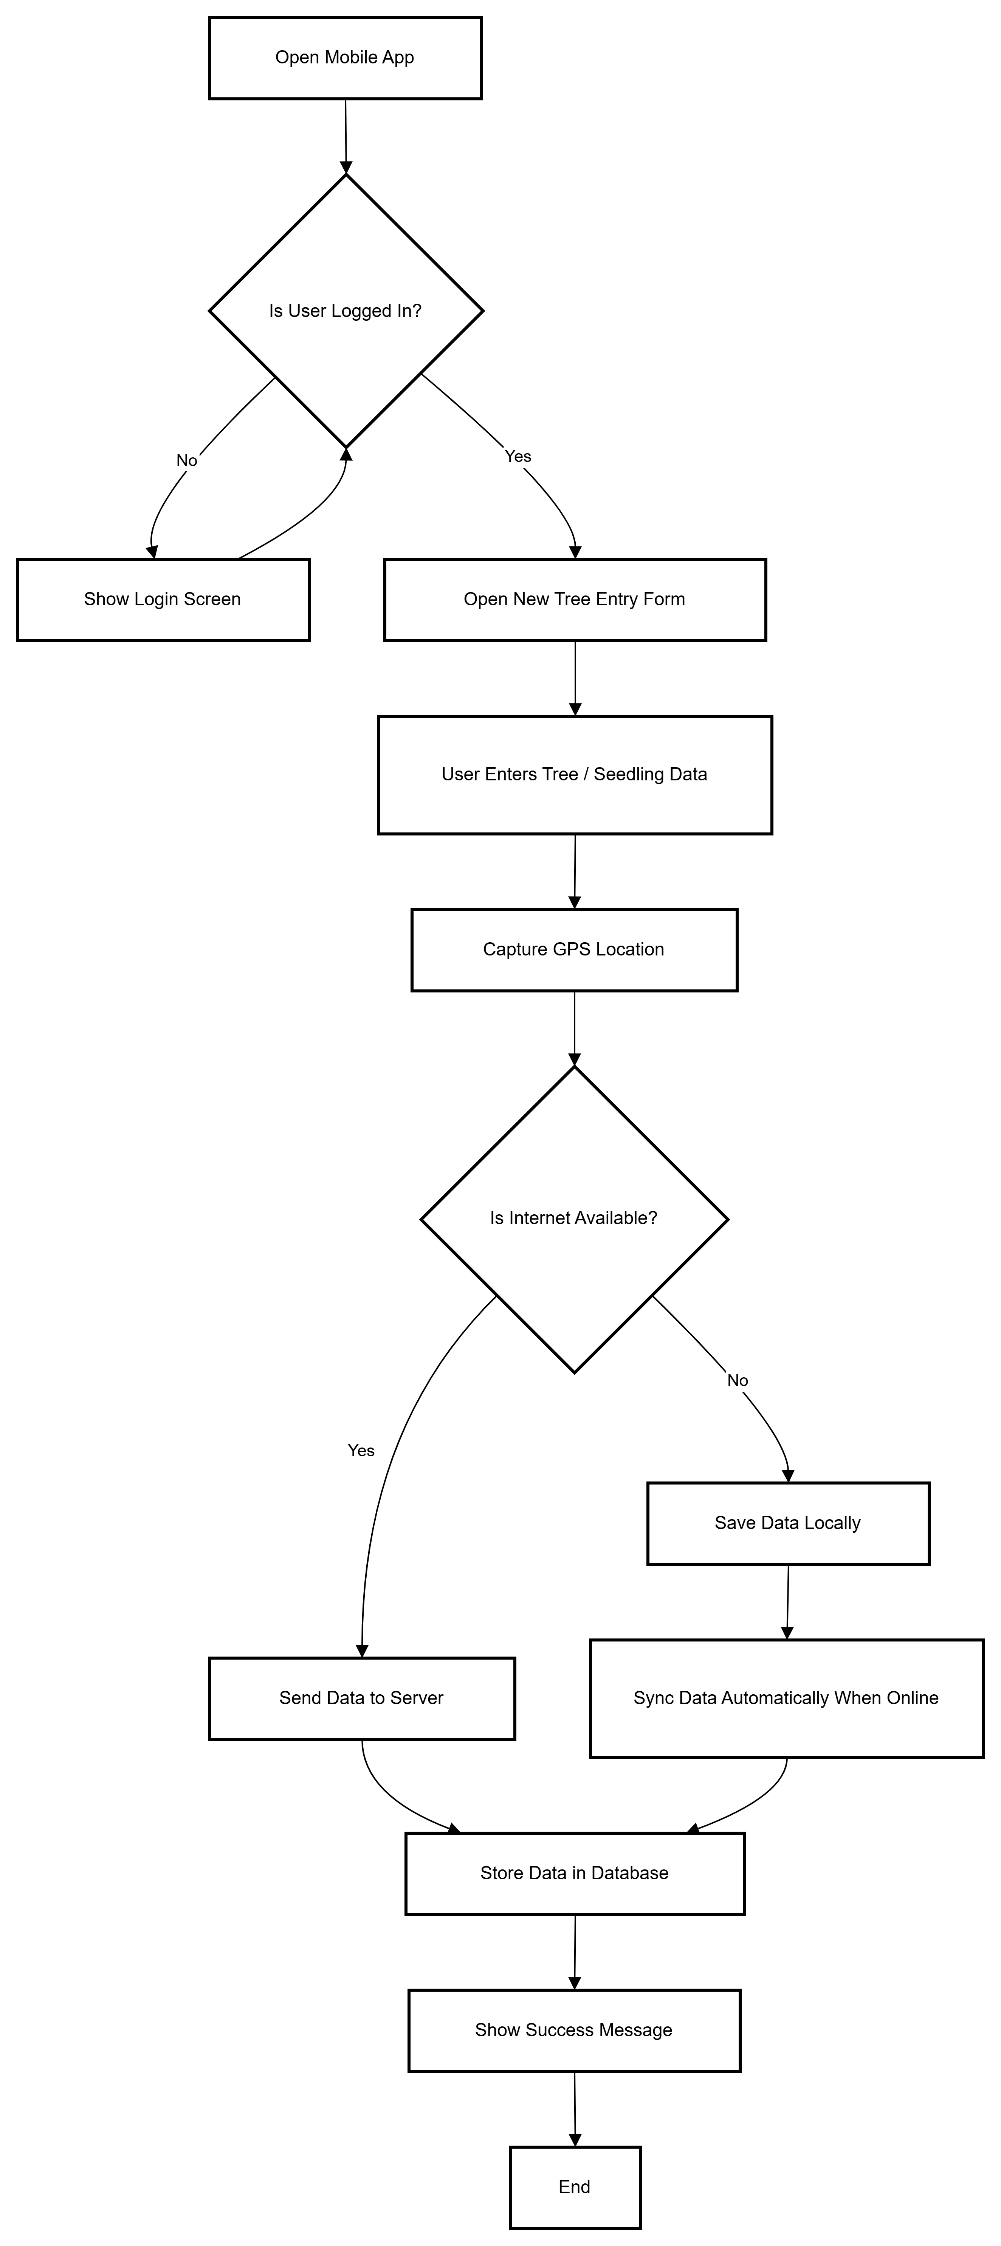 Open Mobile App
Is User Logged In?
No
Yes
Show Login Screen
Open New Tree Entry Form
User Enters Tree / Seedling Data
Capture GPS Location
Is Internet Available?
No
Yes
Save Data Locally
Send Data to Server
Sync Data Automatically When Online
Store Data in Database
Show Success Message
End